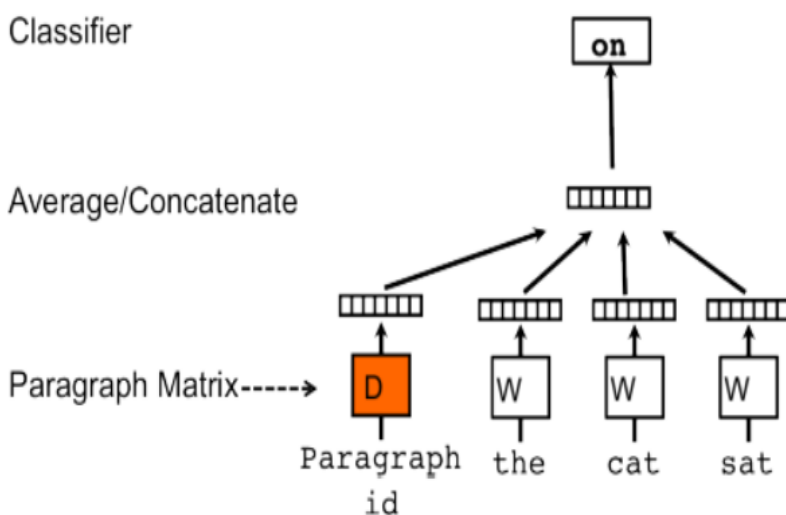 Classifier
on
Average/Concatenate
Paragraph Matrix
D
W
W
W
Paragraph
id
the
cat
sat